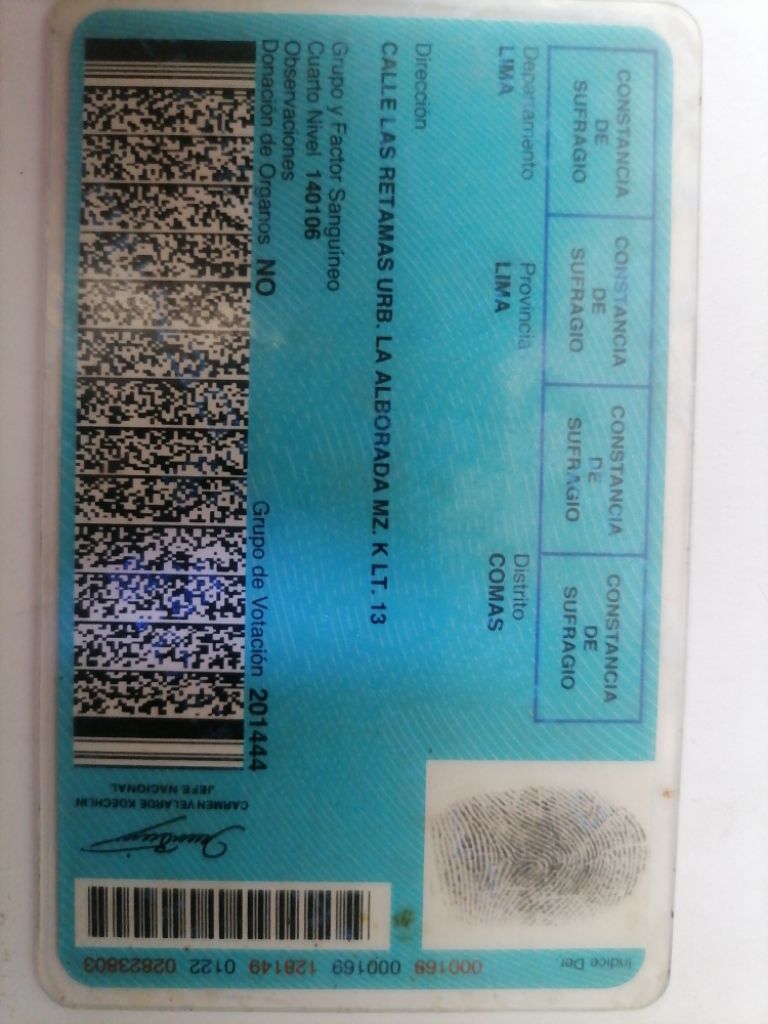 CONSTANCIA DE SUFRAGIO
CONSTANCIA DE SUFRAGIO
CONSTANCIA DE SUFRAGIO
CONSTANCIA DE SUFRAGIO
Departamento Provincia Distrito
LIMA LIMA COMAS
Dirección
CALLE LAS RETAMAS URB. LA ALBORADA MZ. K LT. 13
Grupo y Factor Sanguíneo
Cuarto Nivel 140106
Observaciones
Donación de Organos NO Grupo de Votación 201444
Indice Der.
CARMEN VELARDE KOECHLIN
JEFE NACIONAL
02823803 0122 128149 000169 000169